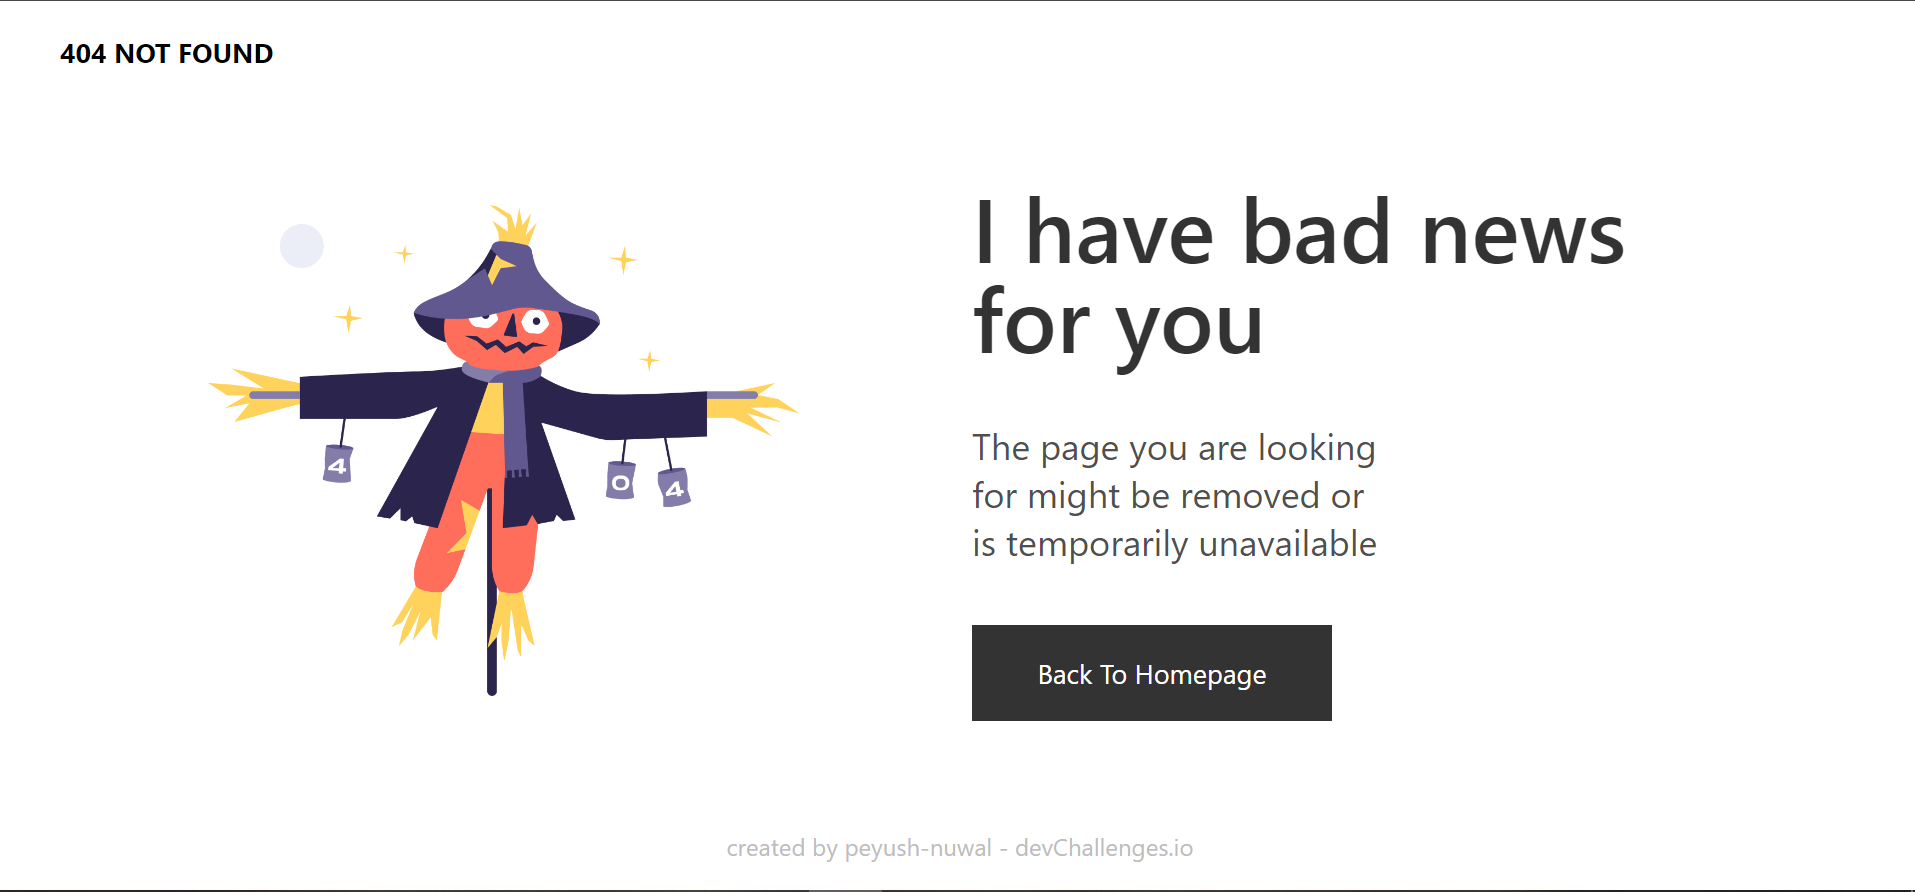 404 NOT FOUND
4
0
4
I have bad news
for you
The page you are looking
for might be removed or
is temporarily unavailable
Back To Homepage
created by peyush-nuwal - devChallenges.io